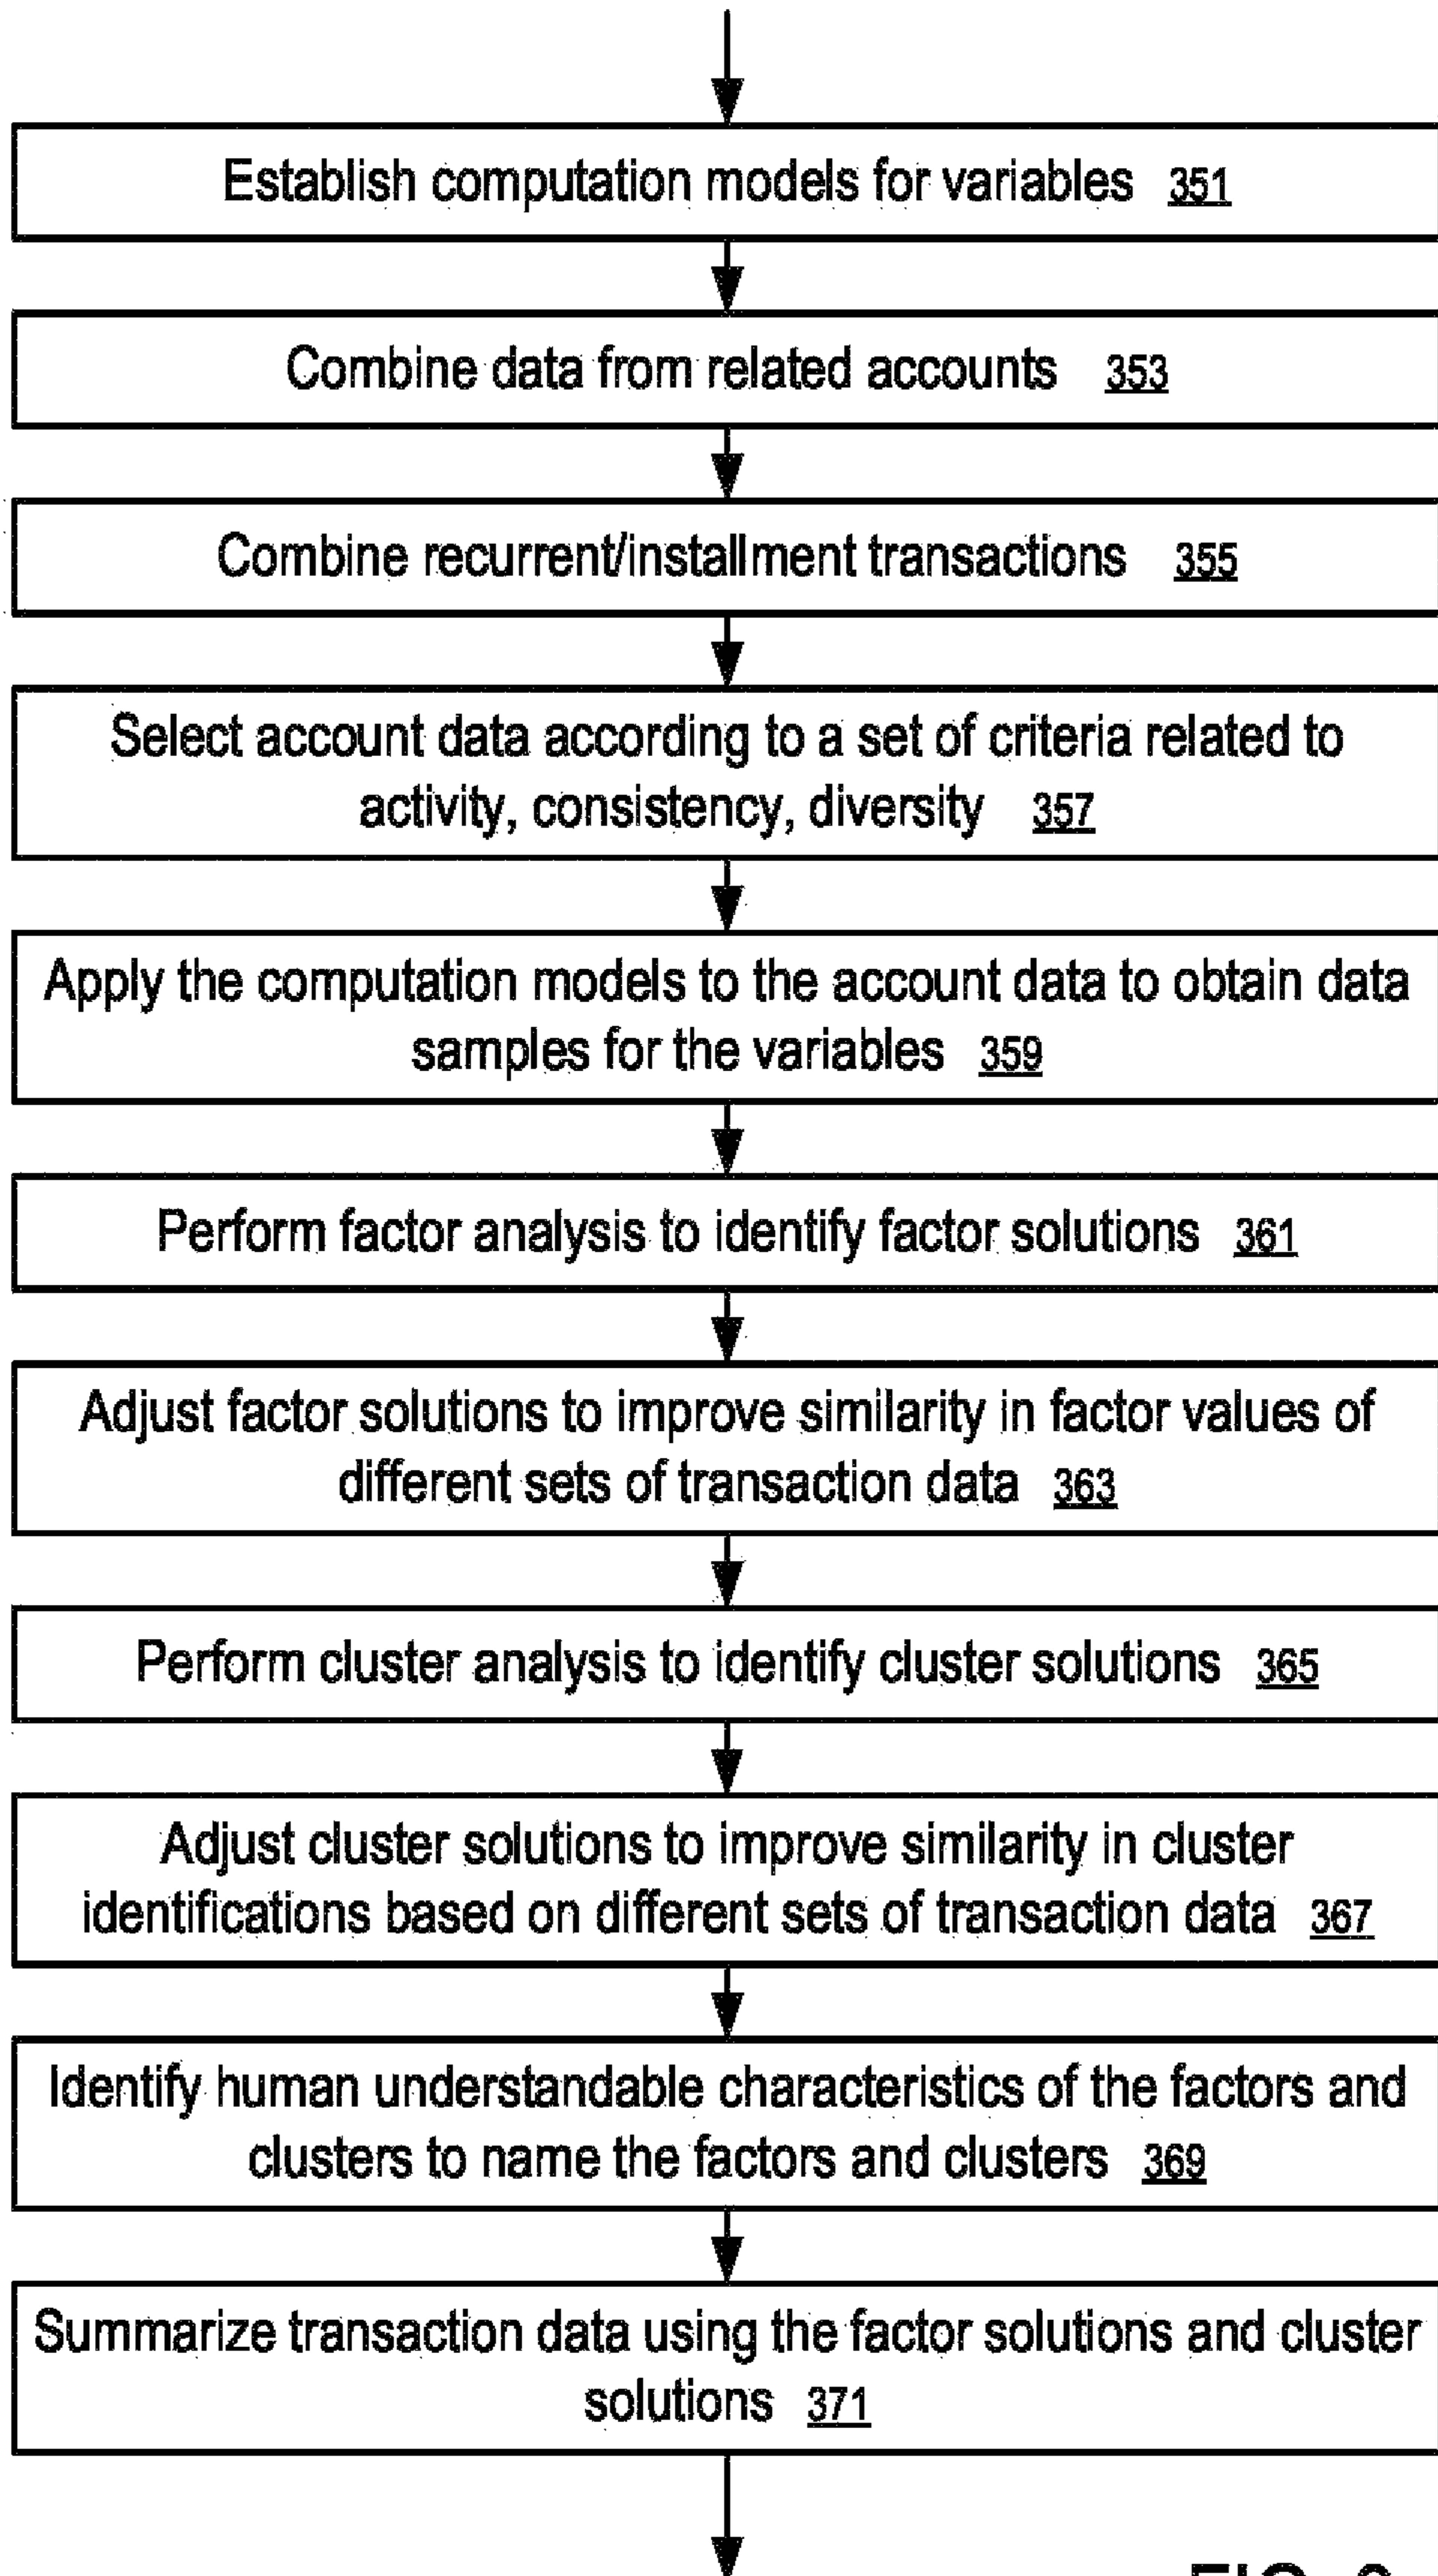 Establish computation models for variables 351
Combine data from related accounts 353
Combine recurrent/installment transactions 355
Select account data according to a set of criteria related to
activity, consistency, diversity 357
Apply the computation models to the account data to obtain data
samples for the variables 359
Perform factor analysis to identify factor solutions 361
Adjust factor solutions to improve similarity in factor values of
different sets of transaction data 363
Perform cluster analysis to identify cluster solutions 365
Adjust cluster solutions to improve similarity in cluster
identifications based on different sets of transaction data 367
Identify human understandable characteristics of the factors and
clusters to name the factors and clusters 369
Summarize transaction data using the factor solutions and cluster
solutions 371